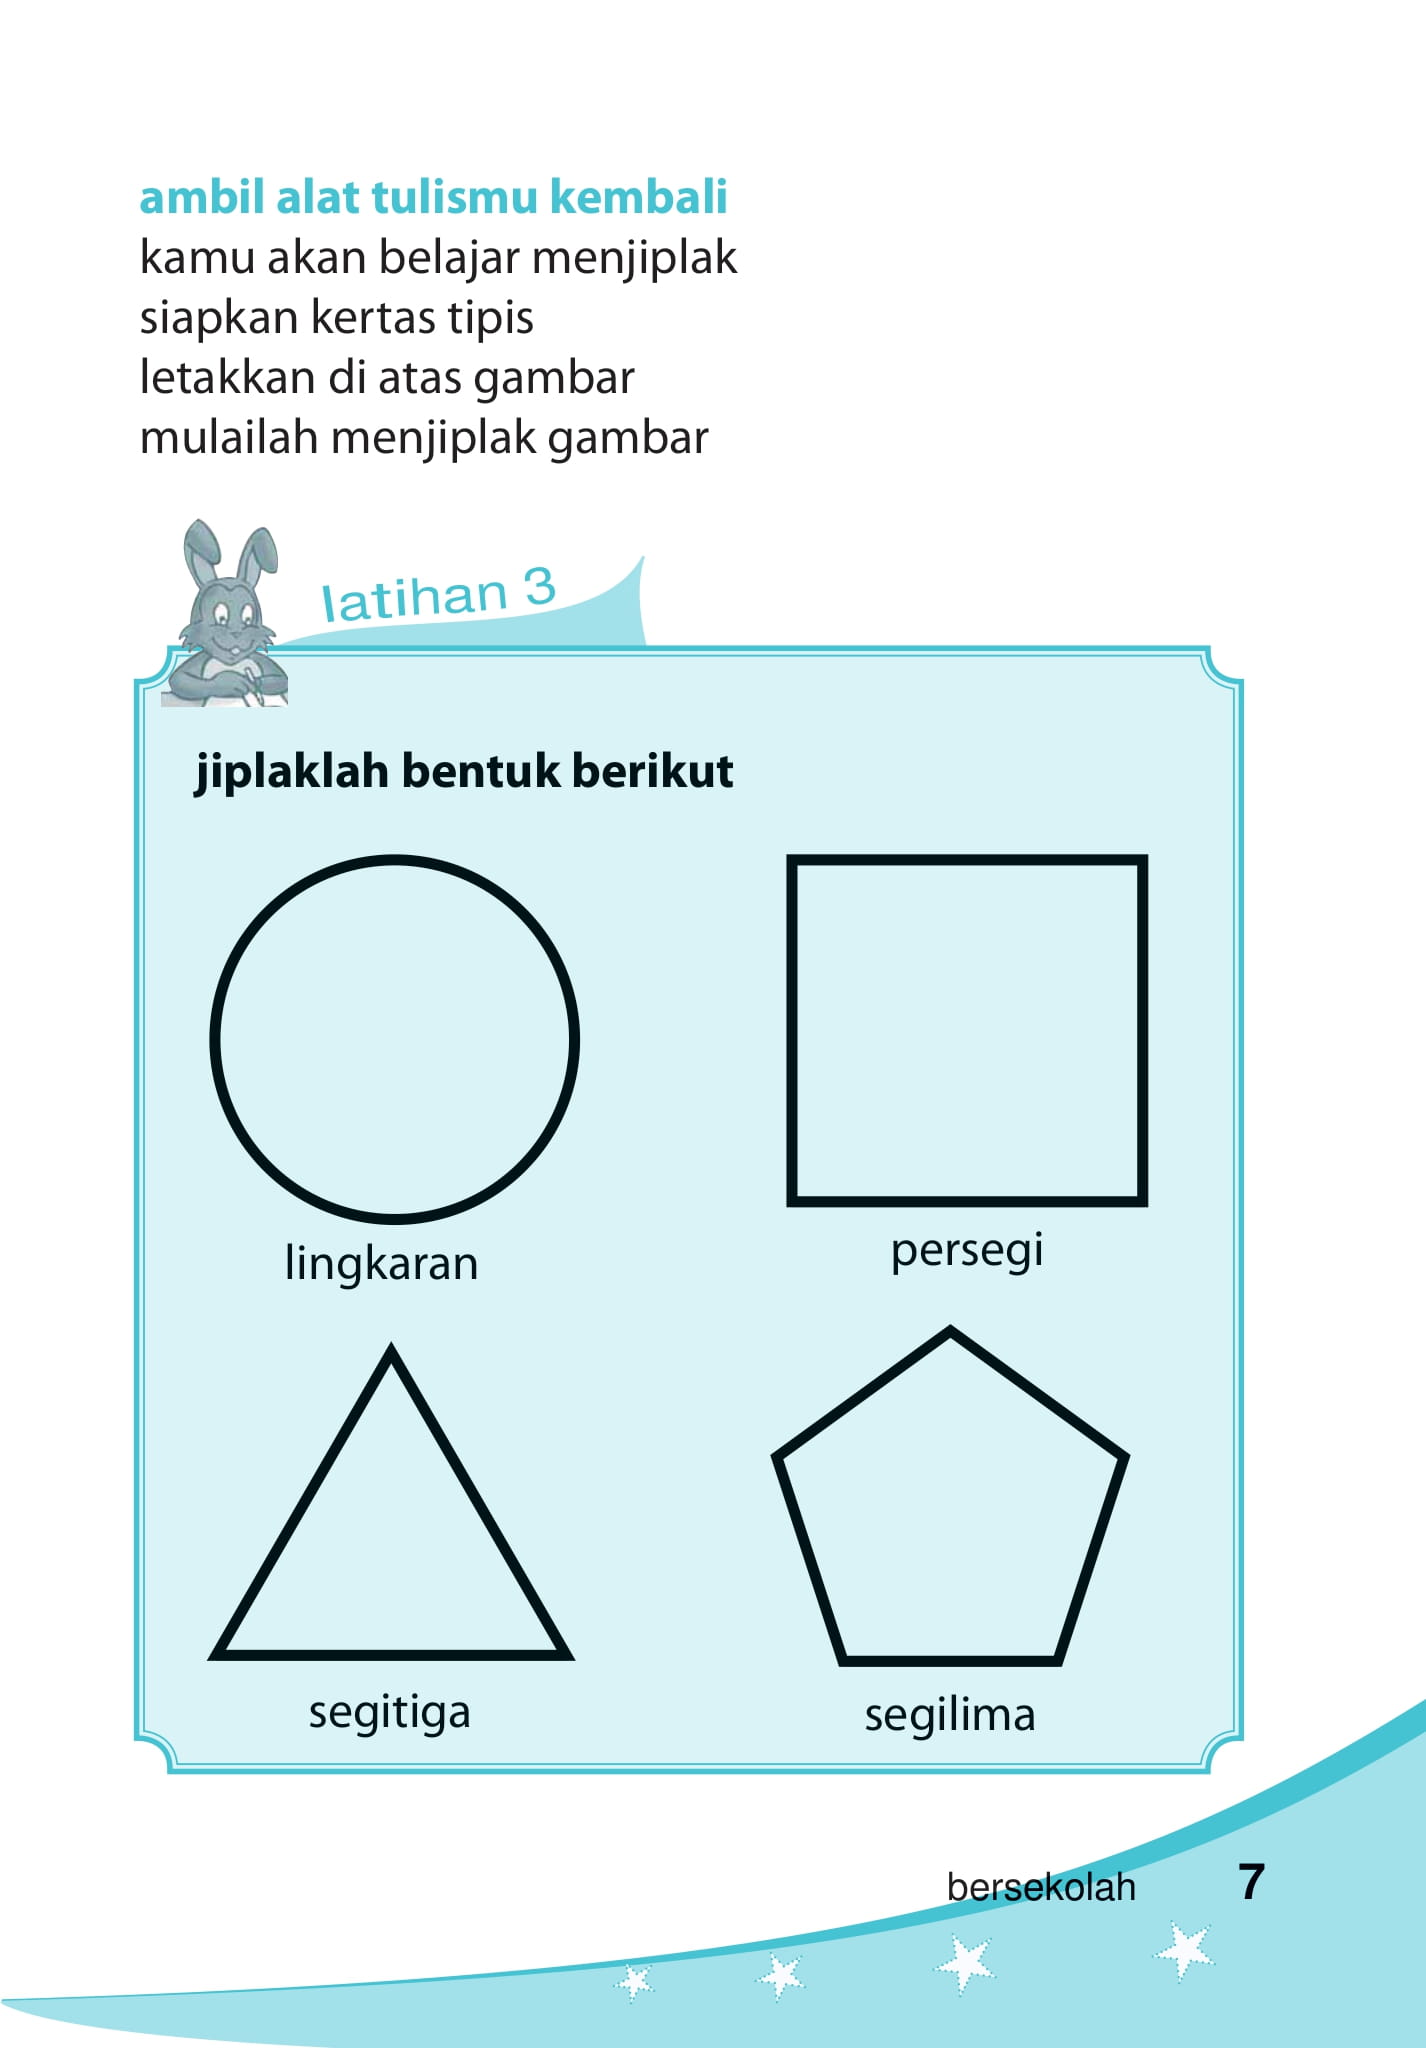 ambil alat tulismu kembali
kamu akan belajar menjiplak
siapkan kertas tipis
letakkan di atas gambar
mulailah menjiplak gambar
latihan 3
jiplaklah bentuk berikut
lingkaran
persegi
segitiga
segilima
bersekolah 7